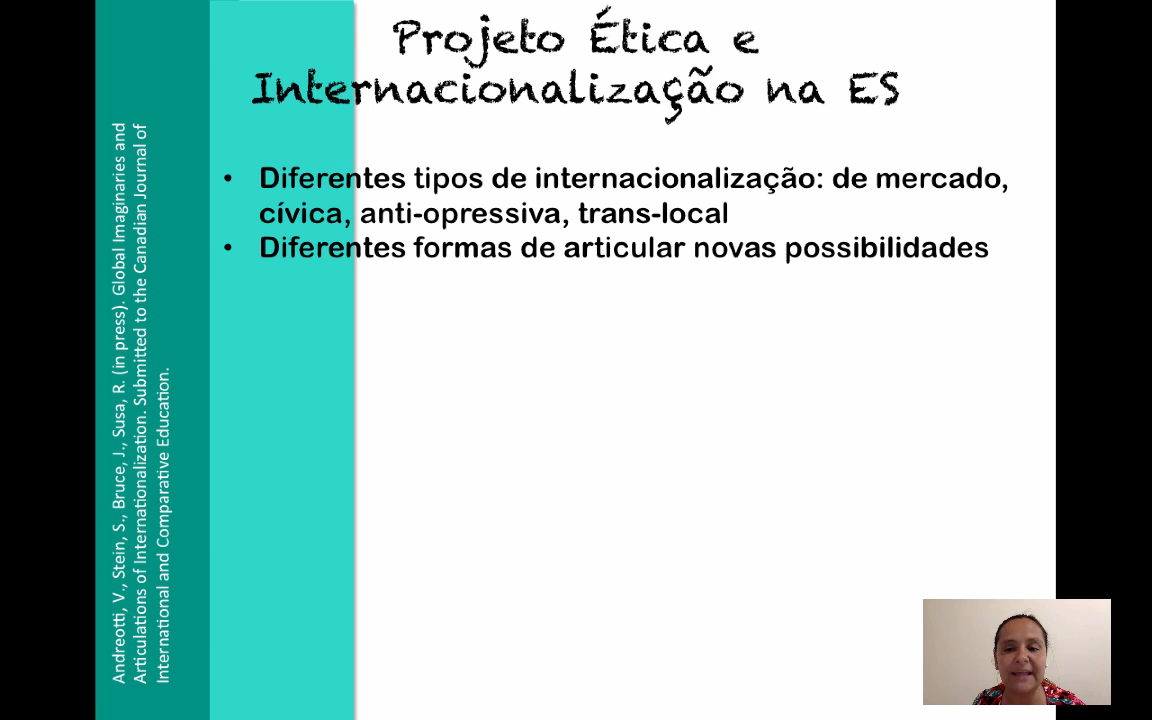 Projeto Ética e
Internacionalização na ES
• Diferentes tipos de internacionalização: de mercado,
cívica, anti-opressiva, trans-local
• Diferentes formas de articular novas possibilidades
Andreotti, V., Stein, S., Bruce, J., Susa, R. (in press). Global Imaginaries and
Articulations of Internationalization. Submitted to the Canadian Journal of
International and Comparative Education.